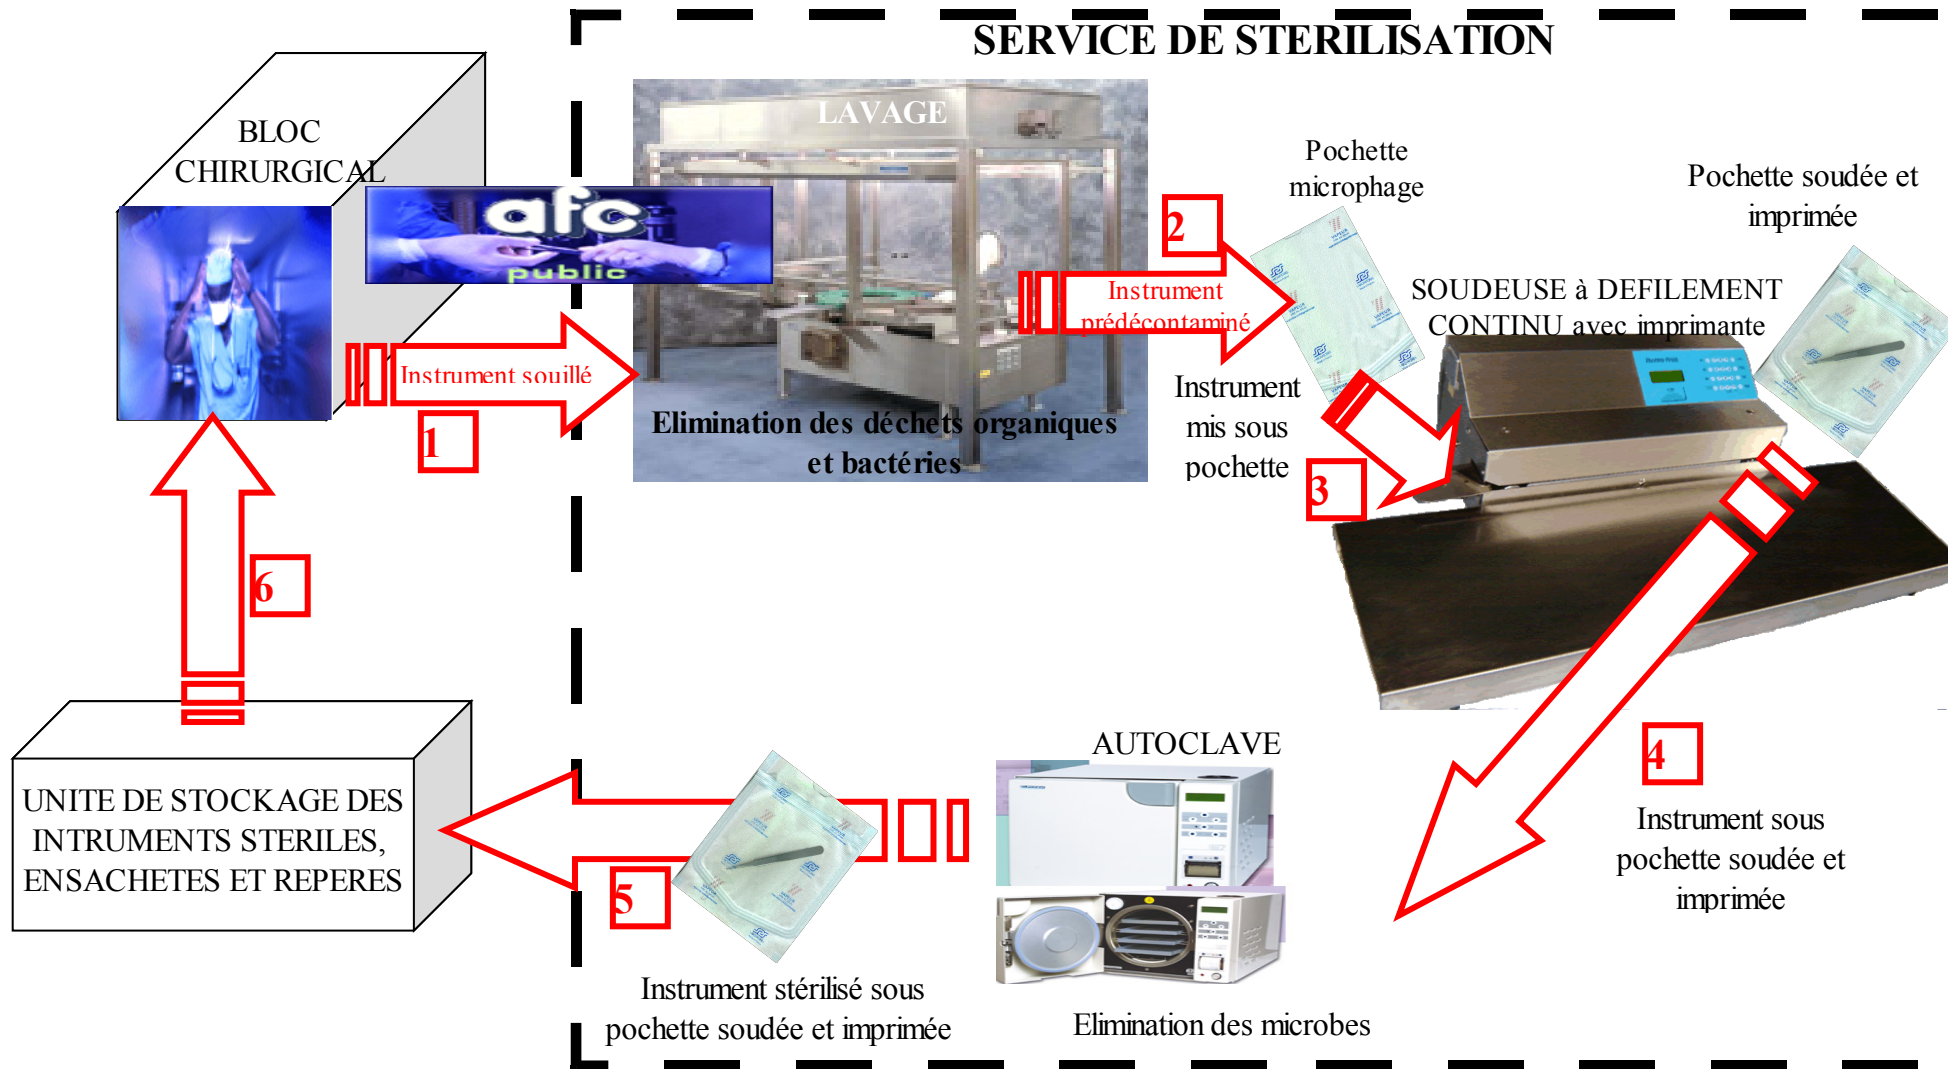 SERVICE DE STERILISATION
BLOC
CHIRURGICAL
afc
public
LAVAGE
Elimination des déchets organiques
et bactéries
Instrument souillé
1
2
Instrument
prédécontaminé
Pochette
microphage
Instrument
mis sous
pochette
3
Pochette soudée et
imprimée
SOUDEUSE à DEFILEMENT
CONTINU avec imprimante
4
Instrument sous
pochette soudée et
imprimée
AUTOCLAVE
Elimination des microbes
5
Instrument stérilisé sous
pochette soudée et imprimée
6
UNITE DE STOCKAGE DES
INTRUMENTS STERILES,
ENSACHETES ET REPERES